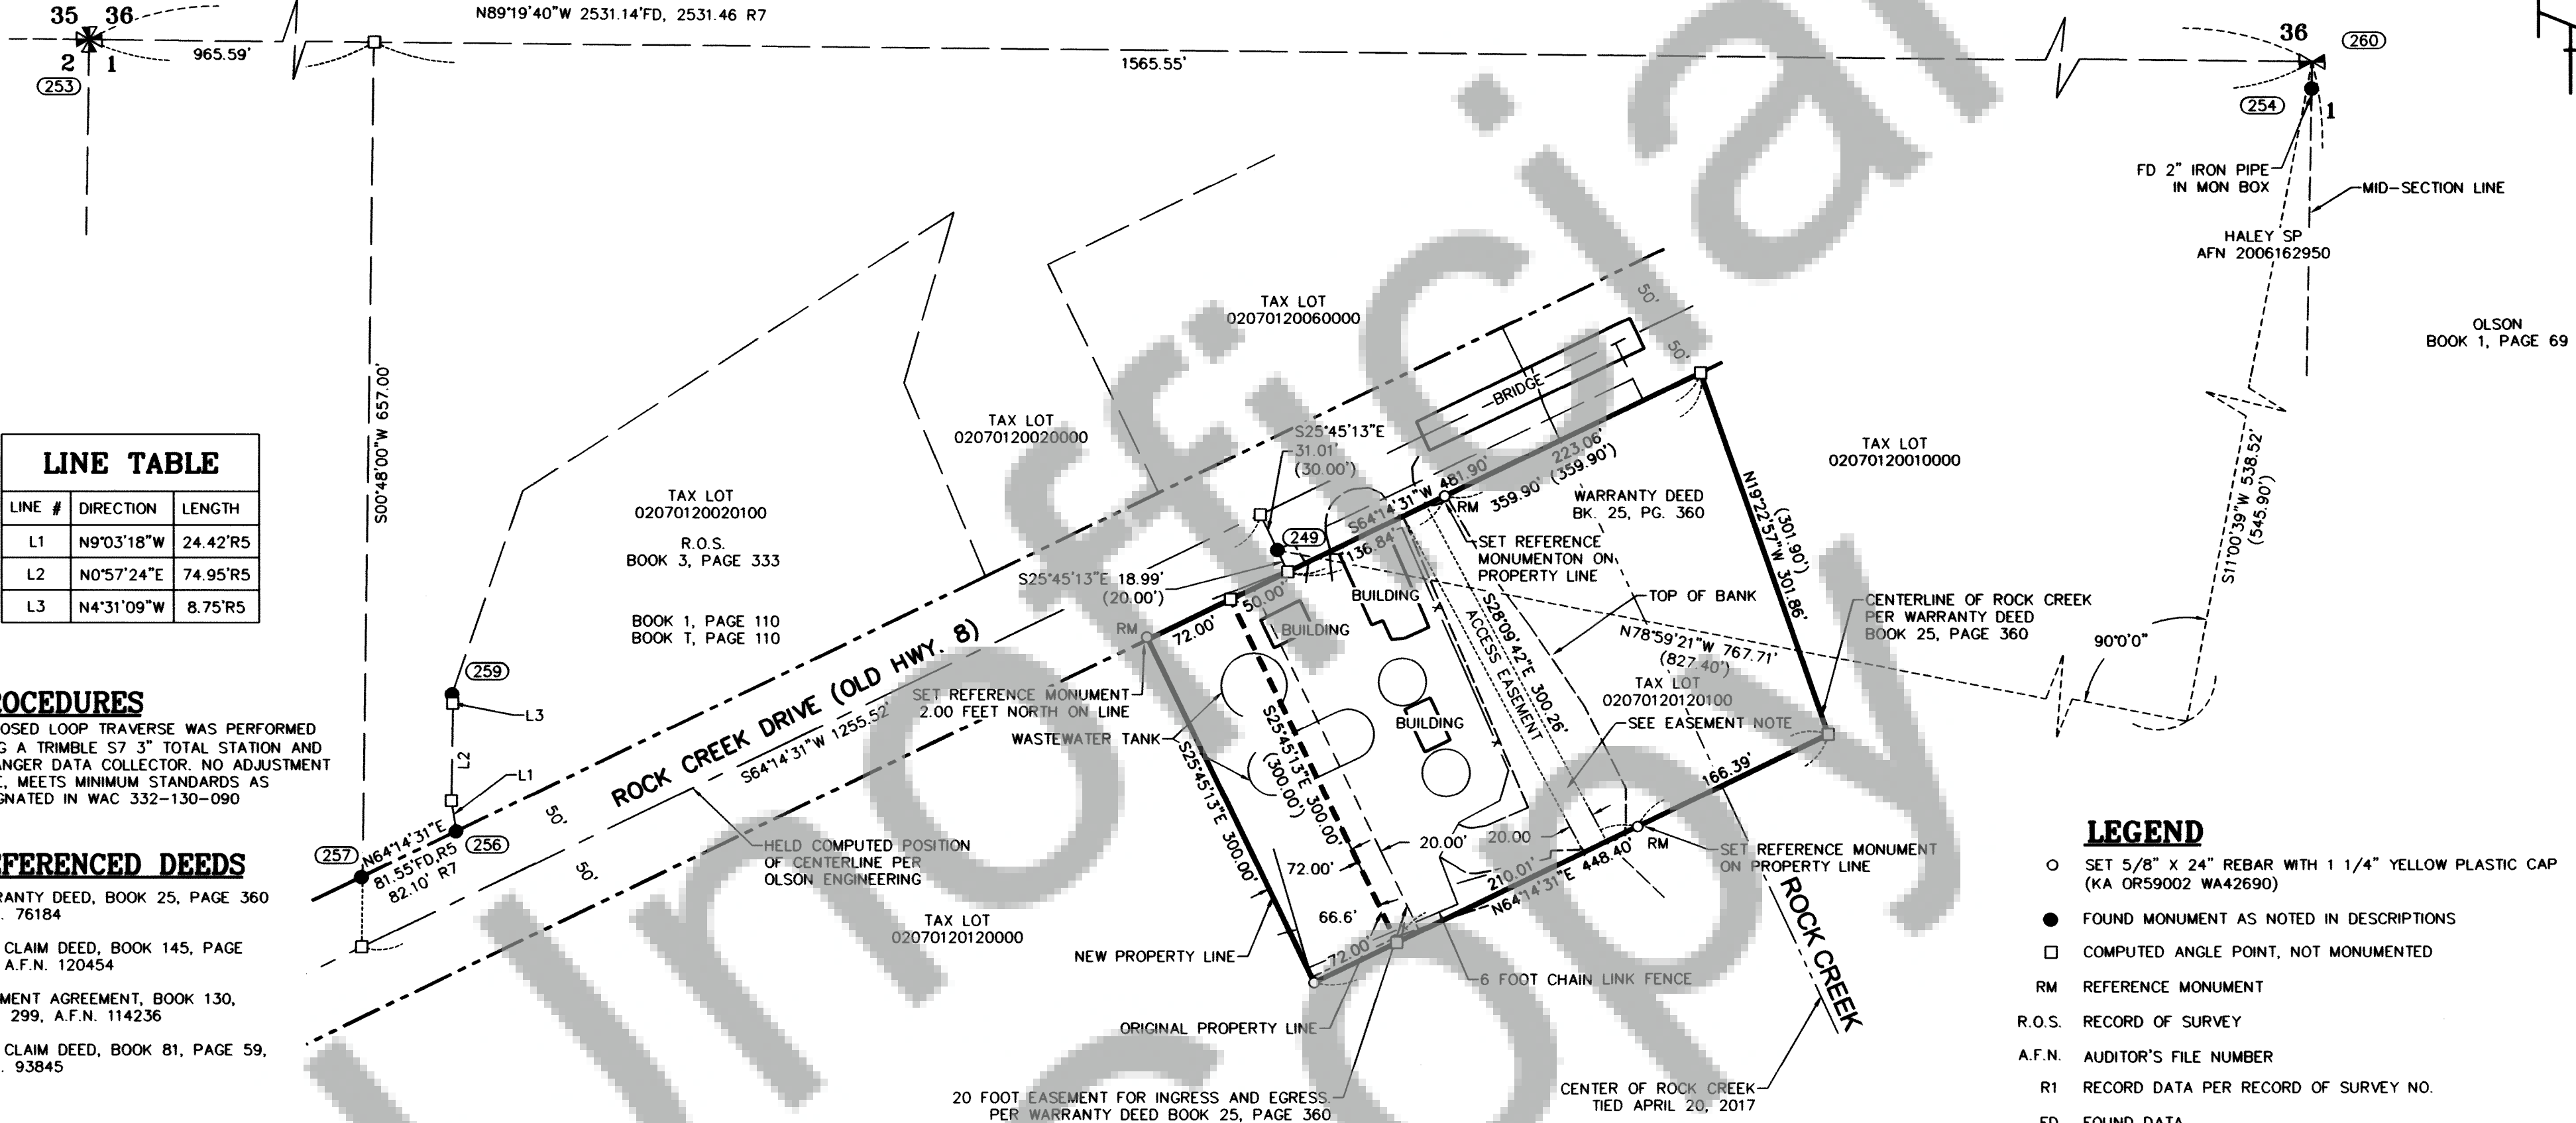 35 36
2 1
253
965.59'
N89°19'40"W 2531.14'FD, 2531.46 R7
1565.55'
36
260
254
1
FD 2" IRON PIPE
IN MON BOX
MID-SECTION LINE
HALEY SP
AFN 2006162950
OLSON
BOOK 1, PAGE 69
S11°00'39"W 538.52'
(545.90')
90°0'0"
S00°48'00"W 657.00'
LINE TABLE
LINE # DIRECTION LENGTH
L1 N9°03'18"W 24.42'R5
L2 N0°57'24"E 74.95'R5
L3 N4°31'09"W 8.75'R5
TAX LOT
02070120060000
TAX LOT
02070120020000
TAX LOT
02070120020100
R.O.S.
BOOK 3, PAGE 333
BOOK 1, PAGE 110
BOOK T, PAGE 110
TAX LOT
02070120010000
50'
50'
BRIDGE
S25°45'13"E
31.01'
(30.00')
249
S64°14'31"W 481.90'
223.06'
359.90' (359.90')
136.84'
RM
WARRANTY DEED
BK. 25, PG. 360
SET REFERENCE
MONUMENTON ON
PROPERTY LINE
N19°22'57"W 301.86'
(301.90')
S25°45'13"E 18.99'
(20.00')
50.00'
72.00'
RM
BUILDING
BUILDING
BUILDING
ACCESS EASEMENT
S28°09'42"E 300.26'
TOP OF BANK
N78°59'21"W 767.71'
(827.40')
CENTERLINE OF ROCK CREEK
PER WARRANTY DEED
BOOK 25, PAGE 360
TAX LOT
02070120120100
SEE EASEMENT NOTE
SET REFERENCE MONUMENT
2.00 FEET NORTH ON LINE
WASTEWATER TANK
S25°45'13"E 300.00'
S25°45'13"E 300.00'
(300.00')
166.39'
20.00'
20.00
72.00'
66.6'
72.00'
210.01'
N64°14'31"E 448.40'
RM
SET REFERENCE MONUMENT
ON PROPERTY LINE
259
L3
L2
L1
257
256
N64°14'31"E
81.55'FD,R5
82.10' R7
50'
50'
ROCK CREEK DRIVE (OLD HWY. 8)
S64°14'31"W 1255.52'
HELD COMPUTED POSITION
OF CENTERLINE PER
OLSON ENGINEERING
TAX LOT
02070120120000
NEW PROPERTY LINE
ORIGINAL PROPERTY LINE
6 FOOT CHAIN LINK FENCE
20 FOOT EASEMENT FOR INGRESS AND EGRESS
PER WARRANTY DEED BOOK 25, PAGE 360
CENTER OF ROCK CREEK
TIED APRIL 20, 2017
ROCK CREEK
OCEDURES
OSED LOOP TRAVERSE WAS PERFORMED
G A TRIMBLE S7 3" TOTAL STATION AND
ANGER DATA COLLECTOR. NO ADJUSTMENT
E, MEETS MINIMUM STANDARDS AS
GNATED IN WAC 332-130-090
EFERENCED DEEDS
RANTY DEED, BOOK 25, PAGE 360
. 76184
CLAIM DEED, BOOK 145, PAGE
A.F.N. 120454
MENT AGREEMENT, BOOK 130,
299, A.F.N. 114236
CLAIM DEED, BOOK 81, PAGE 59,
. 93845
LEGEND
SET 5/8" X 24" REBAR WITH 1 1/4" YELLOW PLASTIC CAP
(KA OR59002 WA42690)
FOUND MONUMENT AS NOTED IN DESCRIPTIONS
COMPUTED ANGLE POINT, NOT MONUMENTED
RM REFERENCE MONUMENT
R.O.S. RECORD OF SURVEY
A.F.N. AUDITOR'S FILE NUMBER
R1 RECORD DATA PER RECORD OF SURVEY NO.
FD FOUND DATA
Unofficial
Copy